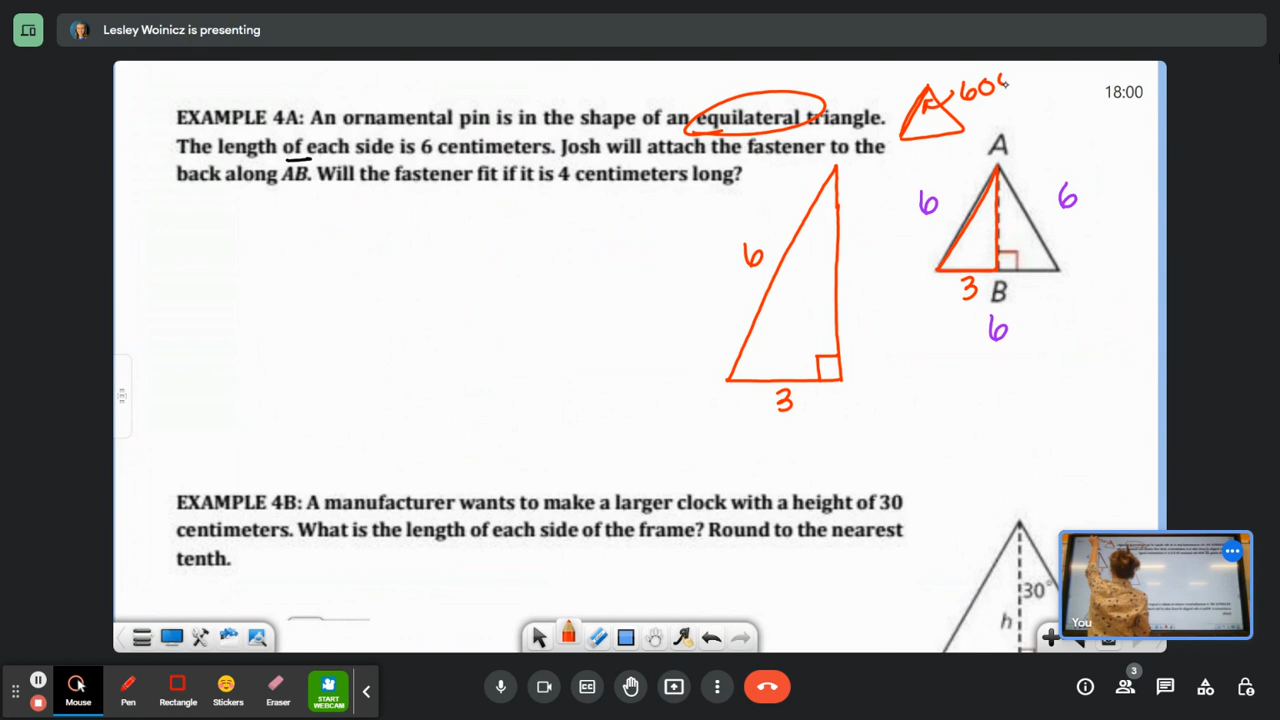 Lesley Woinicz is presenting
EXAMPLE 4A: An ornamental pin is in the shape of an equilateral triangle.
The length of each side is 6 centimeters. Josh will attach the fastener to the
back along AB. Will the fastener fit if it is 4 centimeters long?
60°
18:00
A
6
6
3
B
6
6
3
EXAMPLE 4B: A manufacturer wants to make a larger clock with a height of 30
centimeters. What is the length of each side of the frame? Round to the nearest
tenth.
30°
h
You
Mouse
Pen
Rectangle
Stickers
Eraser
START
WEBCAM
CC
3